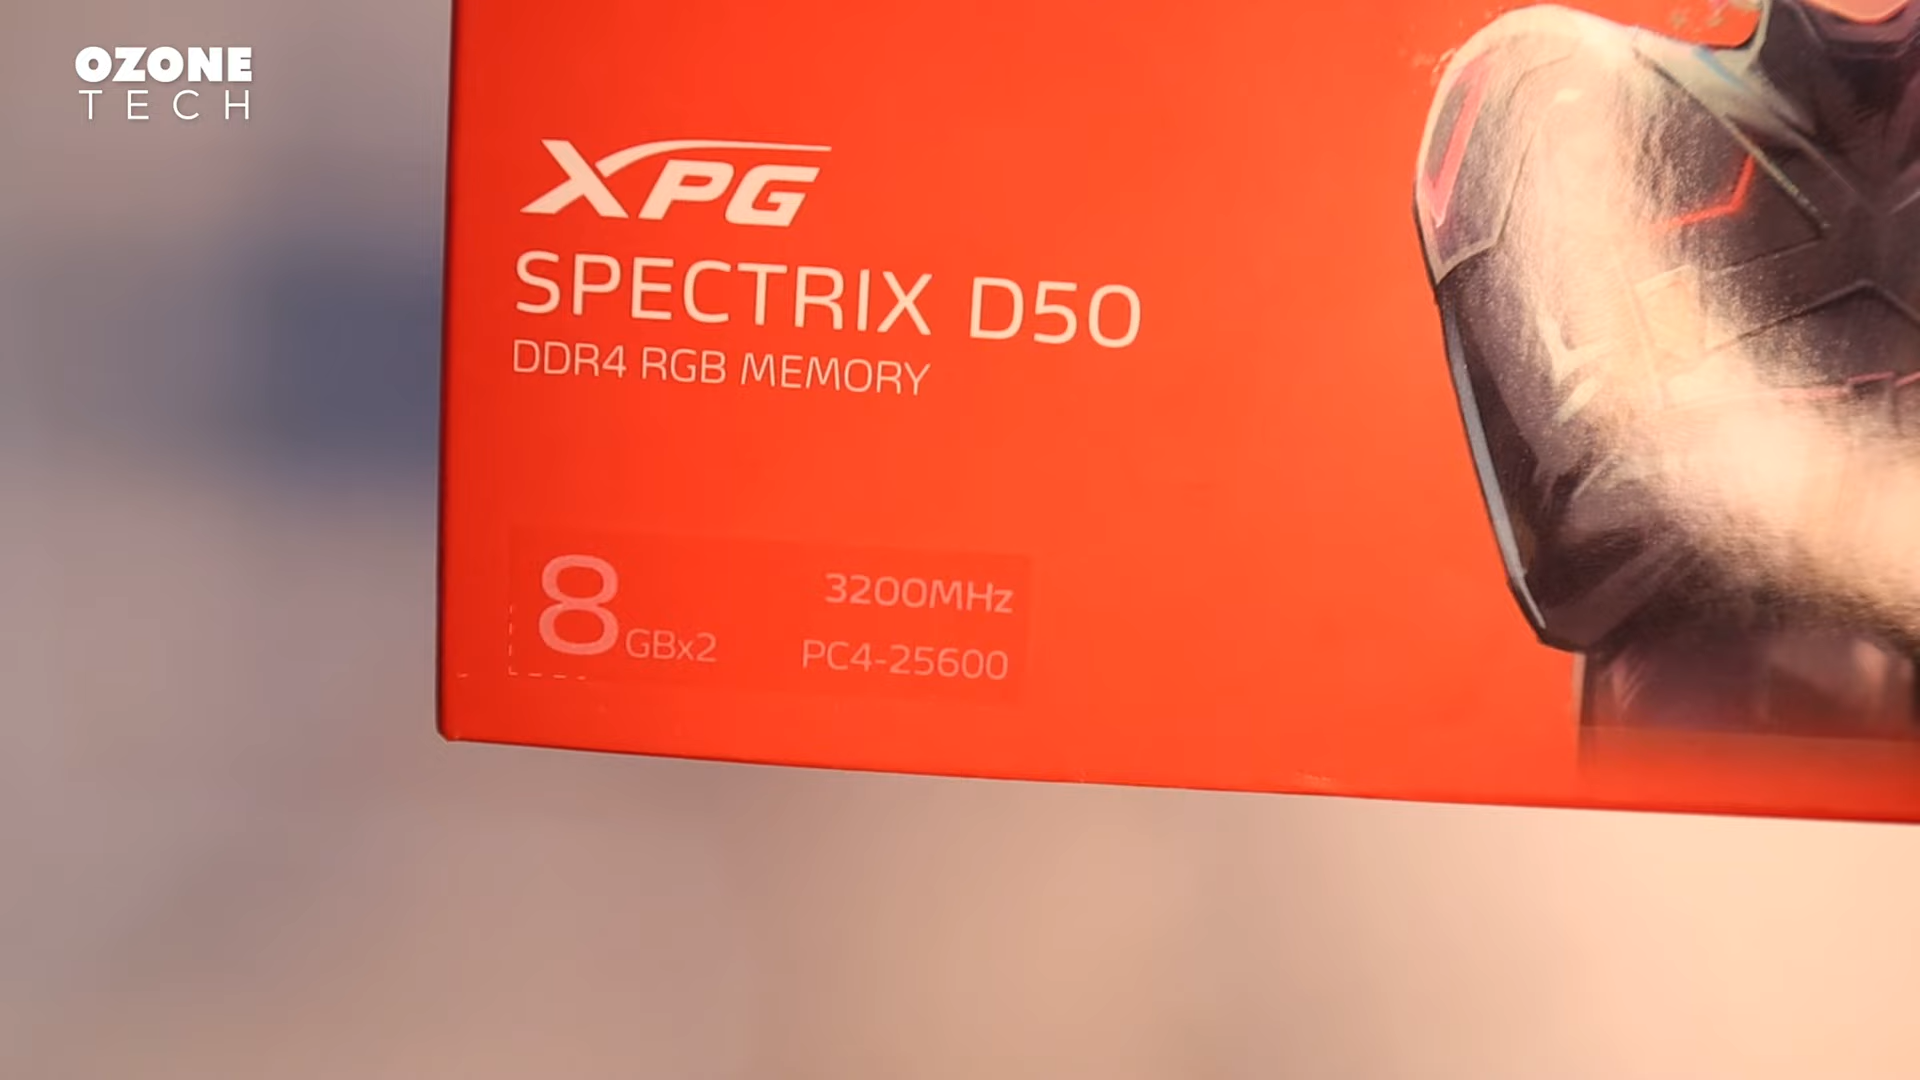 OZONE
TECH
XPG
SPECTRIX D50
DDR4 RGB MEMORY
8GBx2
3200MHz
PC4-25600